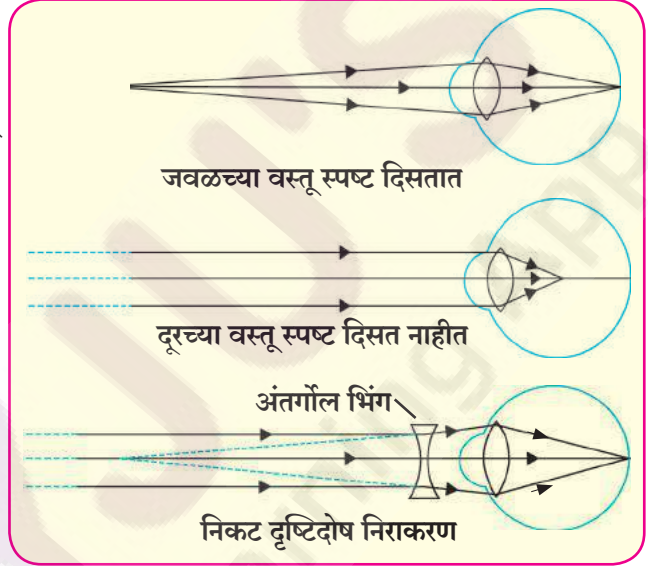 जवळच्या वस्तू स्पष्ट दिसतात
दूरच्या वस्तू स्पष्ट दिसत नाहीत
अंतर्गोल भिंग
निकट दृष्टिदोष निराकरण